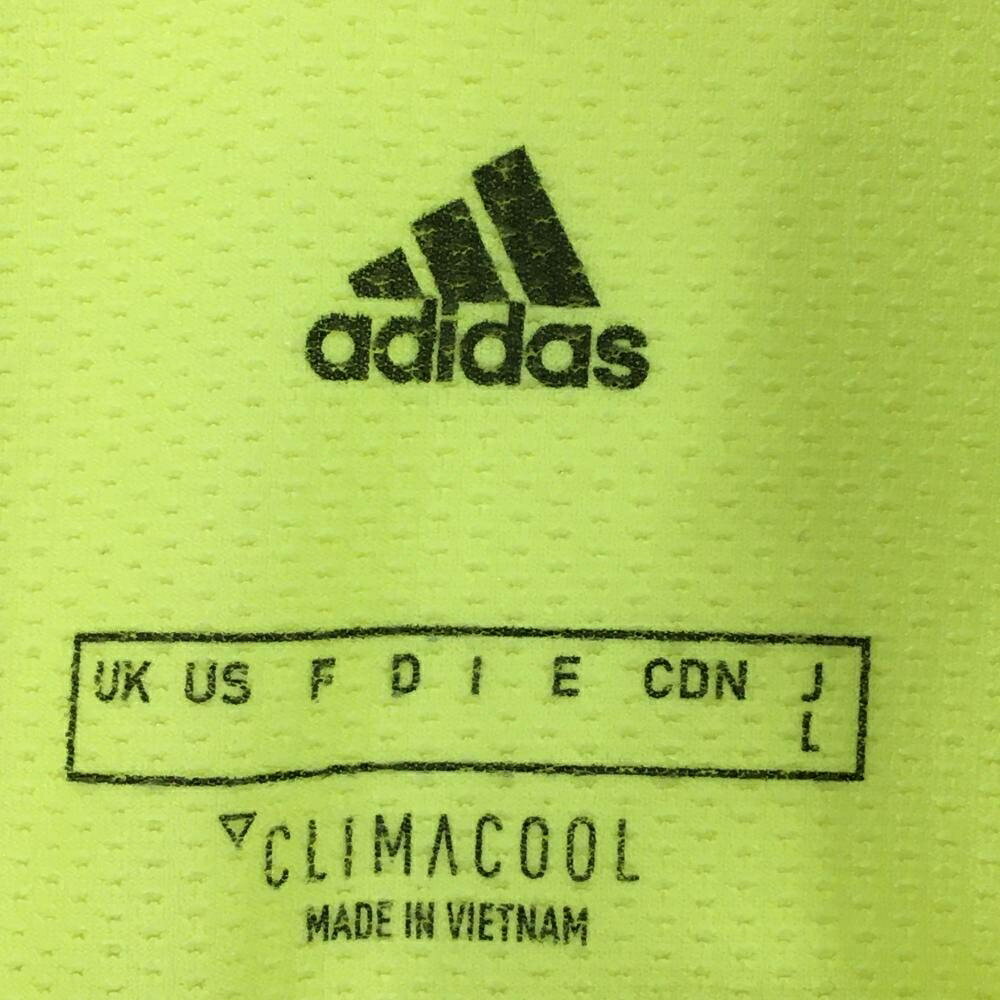 adidas
UK US F D I E CDN J
L
CLIMACOOL
MADE IN VIETNAM